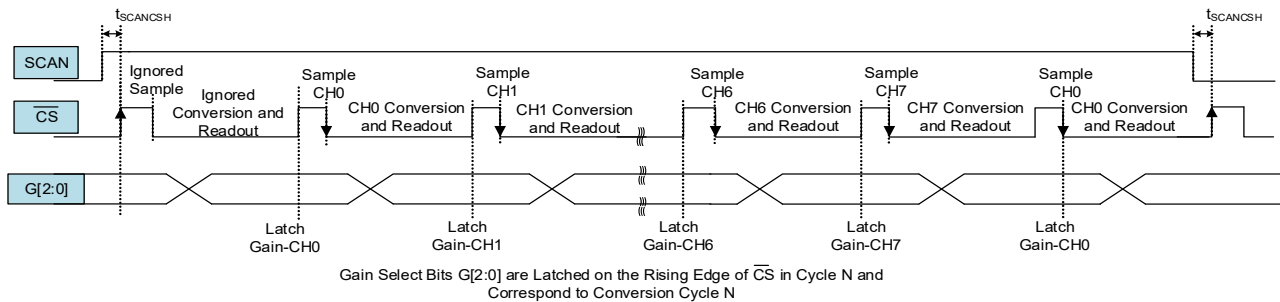 tSCANCSH
tSCANCSH
SCAN
Ignored
Sample
Ignored
Conversion and
Readout
Sample
CH0
CH0 Conversion
and Readout
Sample
CH1
CH1 Conversion
and Readout
Sample
CH6
CH6 Conversion
and Readout
Sample
CH7
CH7 Conversion
and Readout
Sample
CH0
CH0 Conversion
and Readout
CS
G[2:0]
Latch
Gain-CH0
Latch
Gain-CH1
Latch
Gain-CH6
Latch
Gain-CH7
Latch
Gain-CH0
Gain Select Bits G[2:0] are Latched on the Rising Edge of CS in Cycle N and
Correspond to Conversion Cycle N